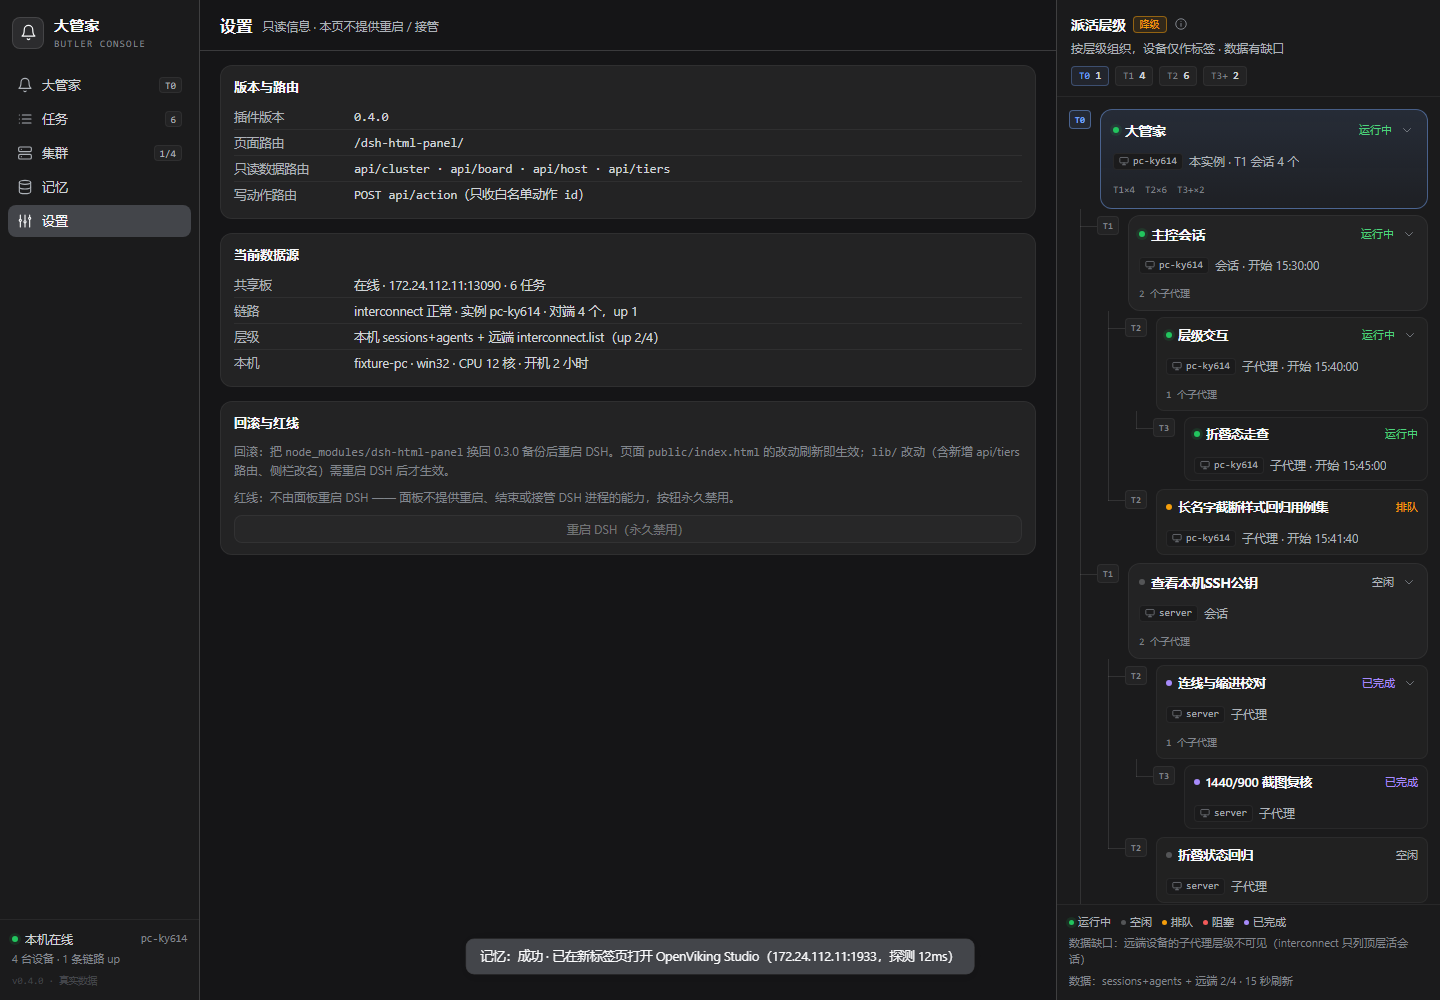 大管家
BUTLER CONSOLE
大管家 T0
任务 6
集群 1/4
记忆
设置
本机在线 pc-ky614
4 台设备 · 1 条链路 up
v0.4.0 · 真实数据
设置 只读信息 · 本页不提供重启 / 接管
版本与路由
插件版本 0.4.0
页面路由 /dsh-html-panel/
只读数据路由 api/cluster · api/board · api/host · api/tiers
写动作路由 POST api/action（只收白名单动作 id）
当前数据源
共享板 在线 · 172.24.112.11:13090 · 6 任务
链路 interconnect 正常 · 实例 pc-ky614 · 对端 4 个，up 1
层级 本机 sessions+agents + 远端 interconnect.list（up 2/4）
本机 fixture-pc · win32 · CPU 12 核 · 开机 2 小时
回滚与红线
回滚：把 node_modules/dsh-html-panel 换回 0.3.0 备份后重启 DSH。页面 public/index.html 的改动刷新即生效；lib/ 改动（含新增 api/tiers
路由、侧栏改名）需重启 DSH 后才生效。
红线：不由面板重启 DSH —— 面板不提供重启、结束或接管 DSH 进程的能力，按钮永久禁用。
重启 DSH（永久禁用）
记忆：成功 · 已在新标签页打开 OpenViking Studio（172.24.112.11:1933，探测 12ms）
派活层级 降级
按层级组织，设备仅作标签 · 数据有缺口
T0 1 T1 4 T2 6 T3+ 2
T0 大管家 运行中
pc-ky614 本实例 · T1 会话 4 个
T1×4 T2×6 T3+×2
T1 主控会话 运行中
pc-ky614 会话 · 开始 15:30:00
2 个子代理
T2 层级交互 运行中
pc-ky614 子代理 · 开始 15:40:00
1 个子代理
T3 折叠态走查 运行中
pc-ky614 子代理 · 开始 15:45:00
T2 长名字截断样式回归用例集 排队
pc-ky614 子代理 · 开始 15:41:40
T1 查看本机SSH公钥 空闲
server 会话
2 个子代理
T2 连线与缩进校对 已完成
server 子代理
1 个子代理
T3 1440/900 截图复核 已完成
server 子代理
T2 折叠状态回归 空闲
server 子代理
运行中 空闲 排队 阻塞 已完成
数据缺口：远端设备的子代理层级不可见（interconnect 只列顶层活会
话）
数据：sessions+agents + 远端 2/4 · 15 秒刷新